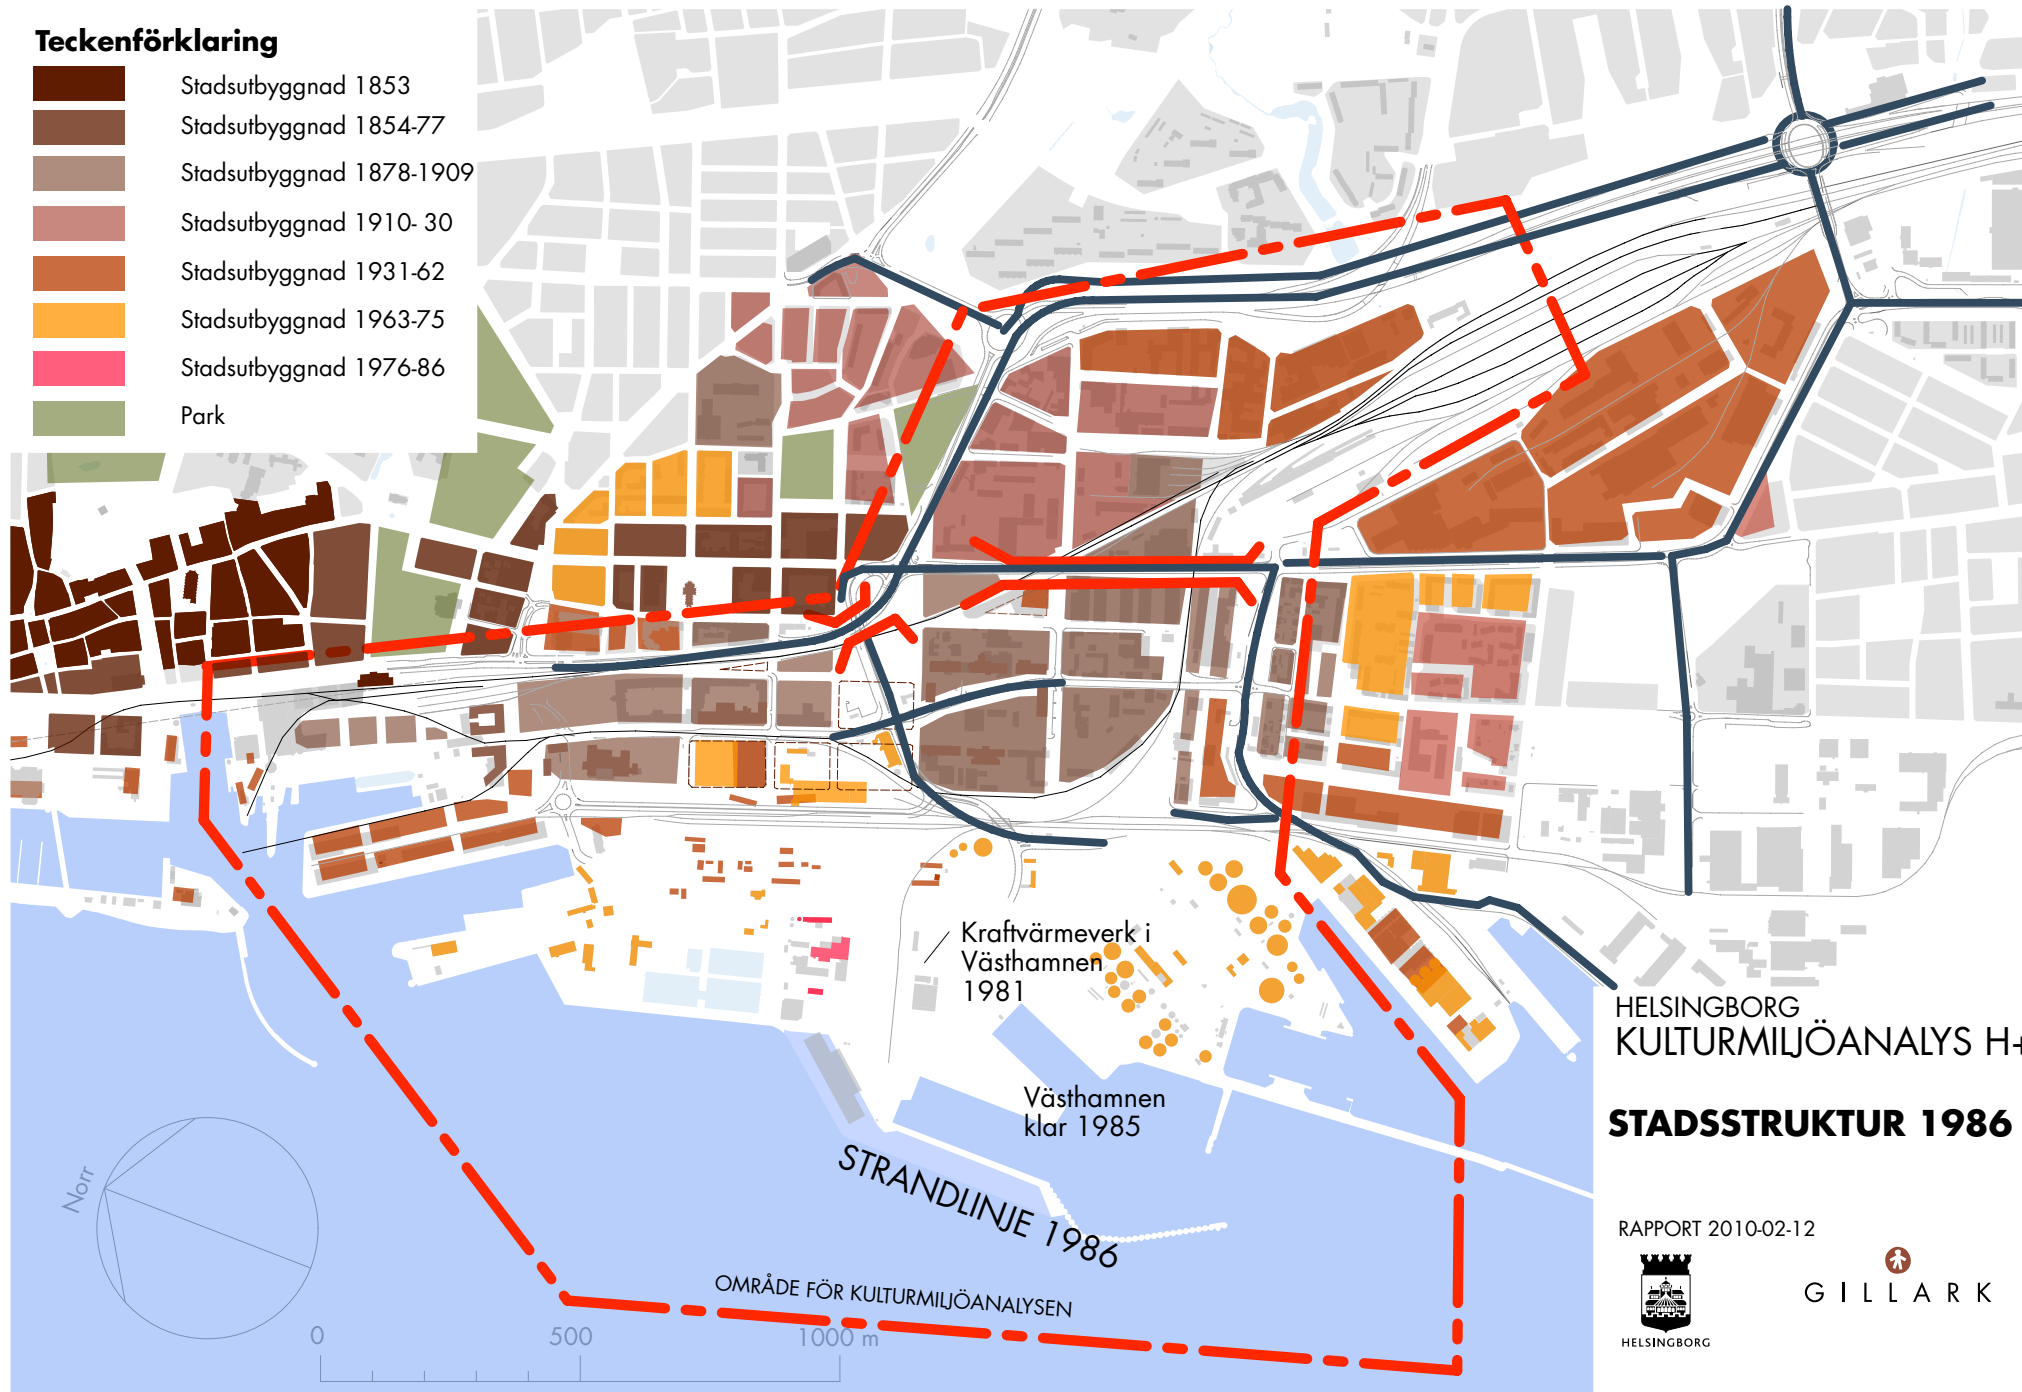 Teckenförklaring
Stadsutbyggnad 1853
Stadsutbyggnad 1854-77
Stadsutbyggnad 1878-1909
Stadsutbyggnad 1910- 30
Stadsutbyggnad 1931-62
Stadsutbyggnad 1963-75
Stadsutbyggnad 1976-86
Park
Kraftvärmeverk i
Västhamnen
1981
Västhamnen
klar 1985
STRANDLINJE 1986
OMRÅDE FÖR KULTURMILJÖANALYSEN
Norr
0 500 1000 m
HELSINGBORG
KULTURMILJÖANALYS H+
STADSSTRUKTUR 1986
RAPPORT 2010-02-12
HELSINGBORG
GILLARK